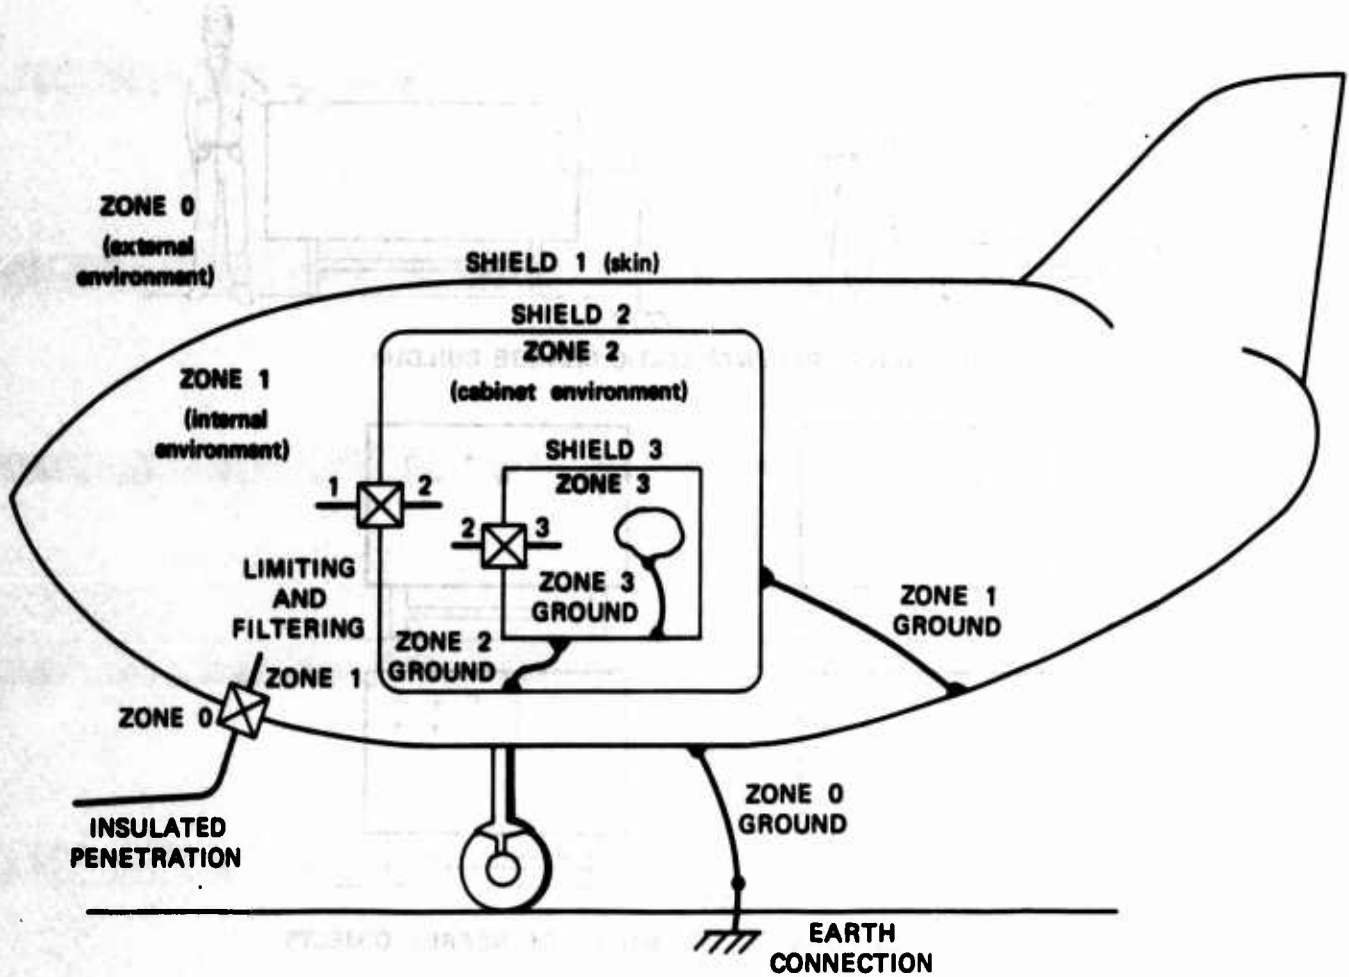 ZONE 0
(external
environment)
SHIELD 1 (skin)
SHIELD 2
ZONE 2
(cabinet environment)
ZONE 1
(internal
environment)
SHIELD 3
ZONE 3
1 2
2 3
LIMITING
AND
FILTERING
ZONE 3
GROUND
ZONE 1
GROUND
ZONE 2
GROUND
ZONE 1
ZONE 0
ZONE 0
GROUND
INSULATED
PENETRATION
EARTH
CONNECTION